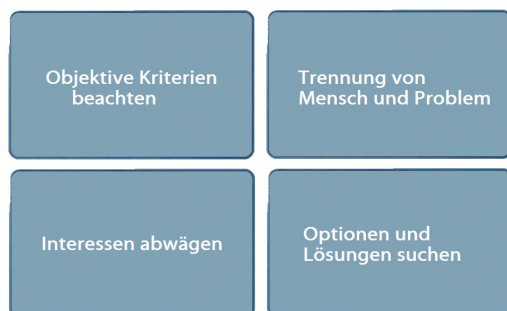 Objektive Kriterien
beachten
Trennung von
Mensch und Problem
Interessen abwägen
Optionen und
Lösungen suchen